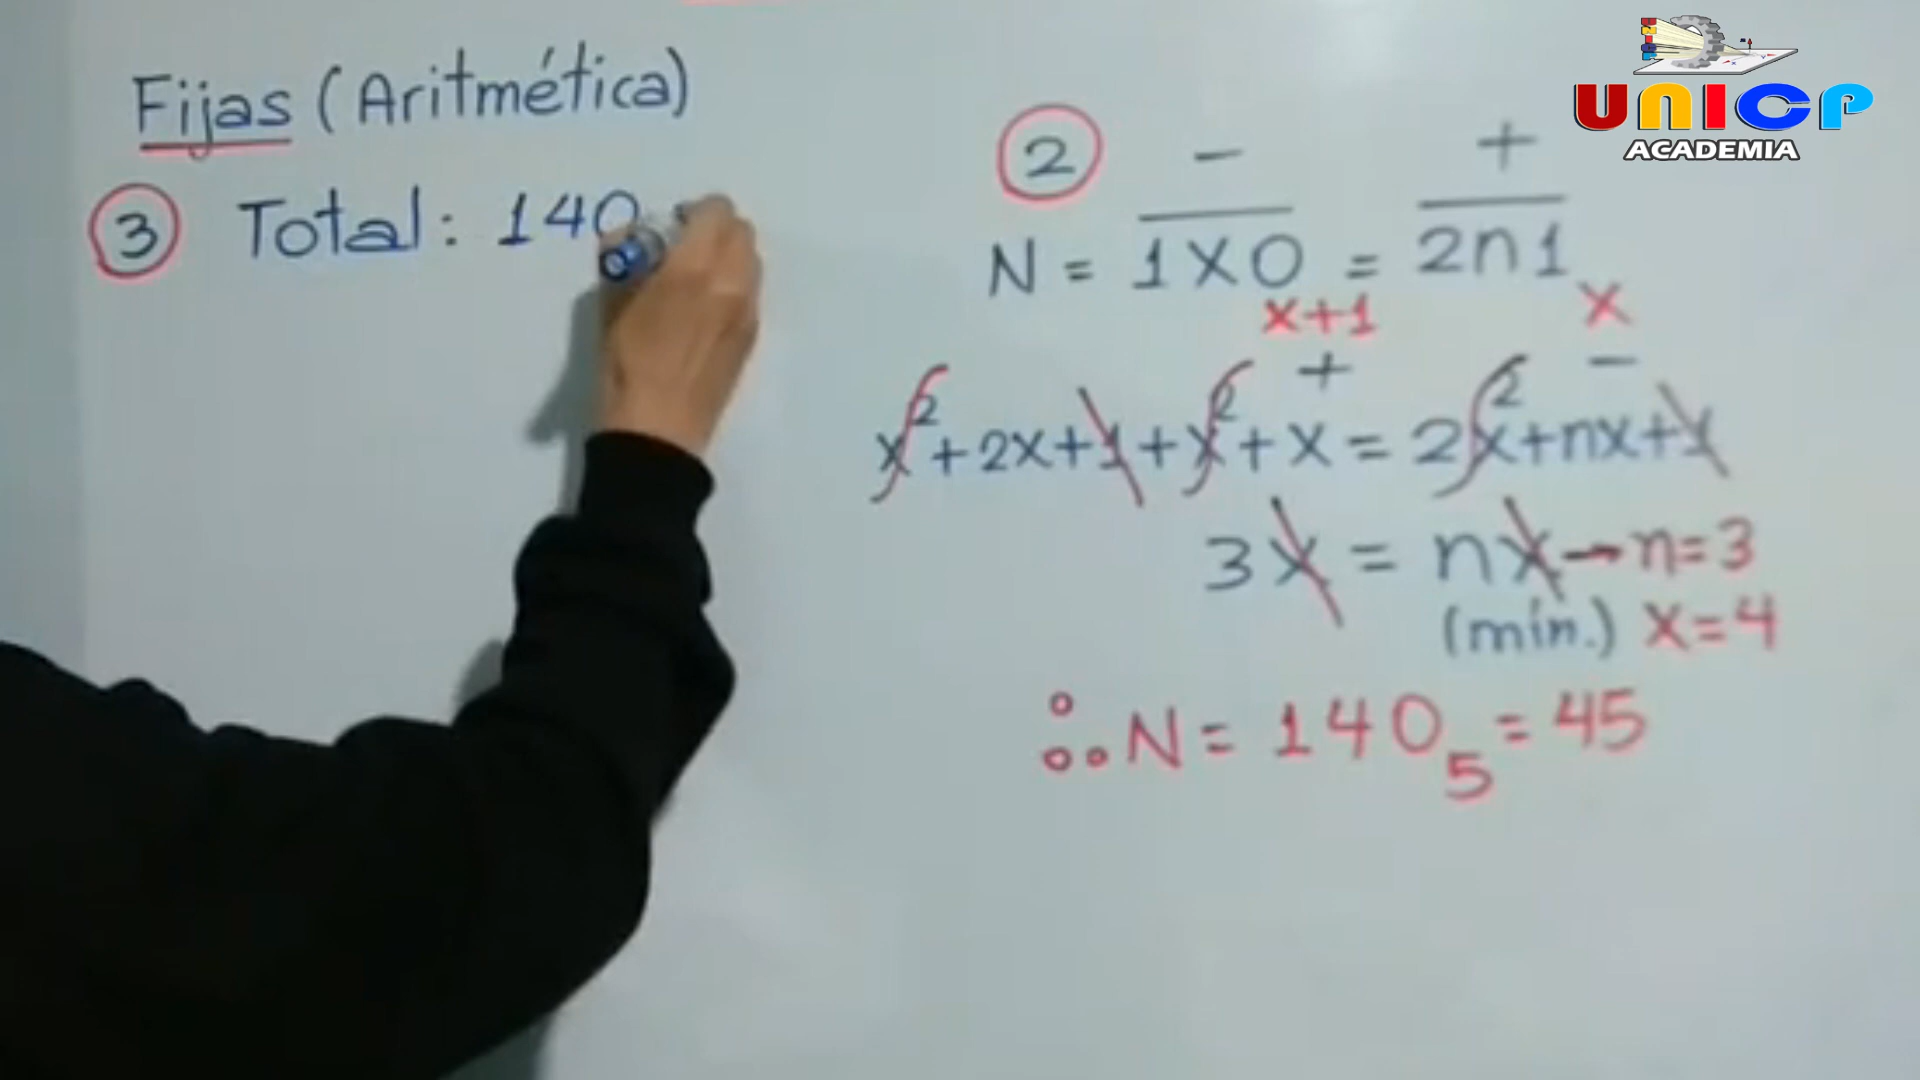 Fijas (Aritmética)
3 Total: 140
2
- +
N = 1X0 = 2n1
x+1 x
+ -
x²+2x+1+x²+x = 2x²+nx+1
3x = nx → n=3
(mín.) x=4
∴ N = 140₅ = 45
UNICP
ACADEMIA